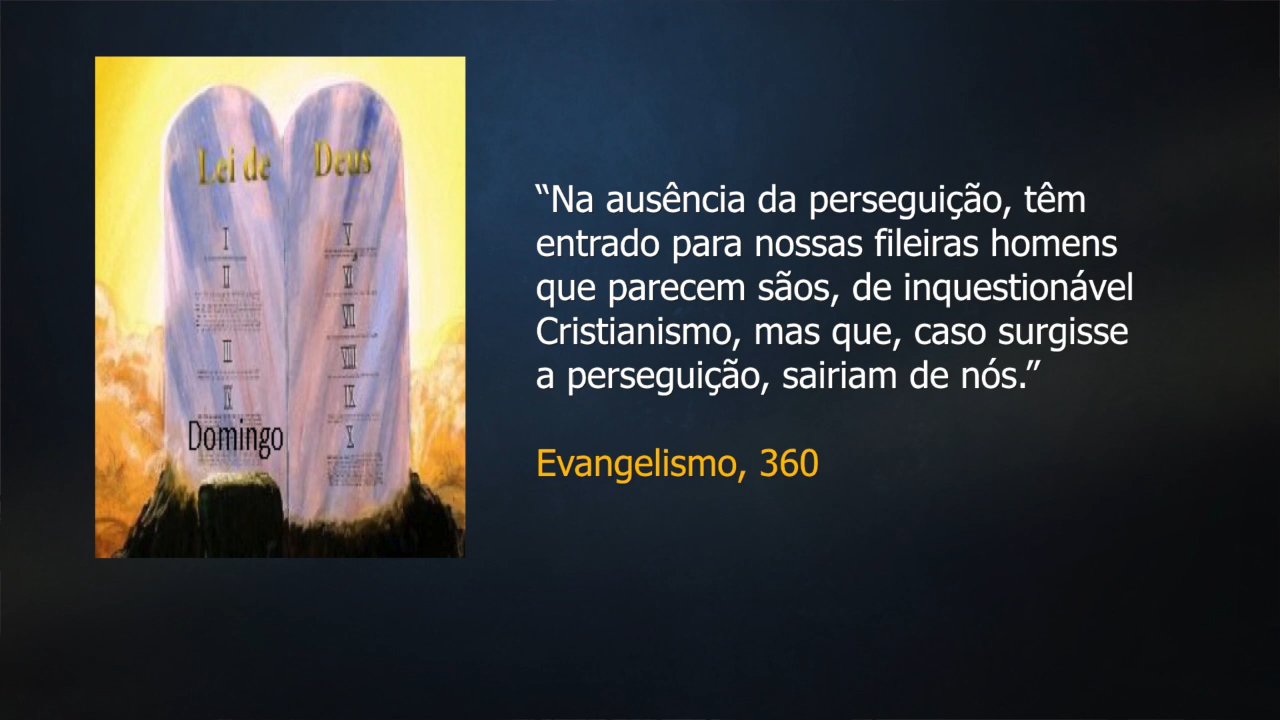 Lei de Deus
I
II
III
IV
Domingo
V
VI
VII
VIII
IX
X
“Na ausência da perseguição, têm
entrado para nossas fileiras homens
que parecem sãos, de inquestionável
Cristianismo, mas que, caso surgisse
a perseguição, sairiam de nós.”
Evangelismo, 360